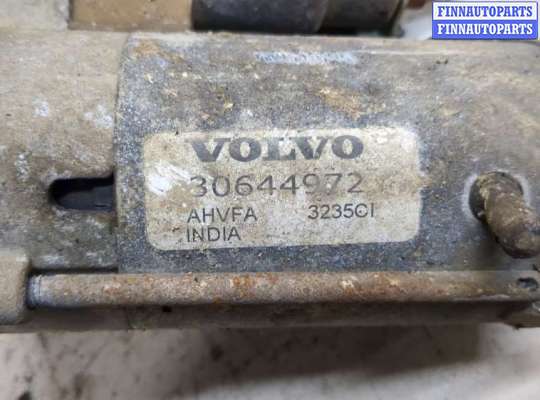 FINNAUTOPARTS
FINNAUTOPARTS
VOLVO
30644972
AHVFA 3235CI
INDIA